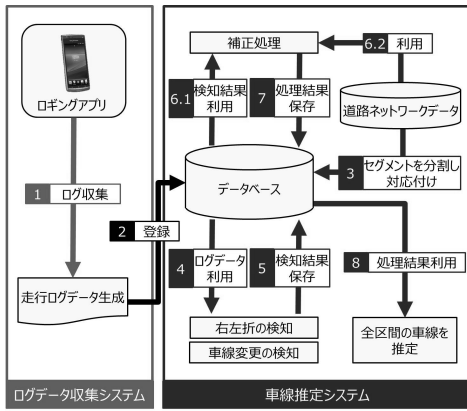 ロギングアプリ
1 ログ収集
走行ログデータ生成
ログデータ収集システム
2 登録
補正処理
6.2 利用
6.1 検知結果
利用
7 処理結果
保存
道路ネットワークデータ
3 セグメントを分割し
対応付け
データベース
4 ログデータ
利用
5 検知結果
保存
8 処理結果利用
右左折の検知
車線変更の検知
全区間の車線を
推定
車線推定システム